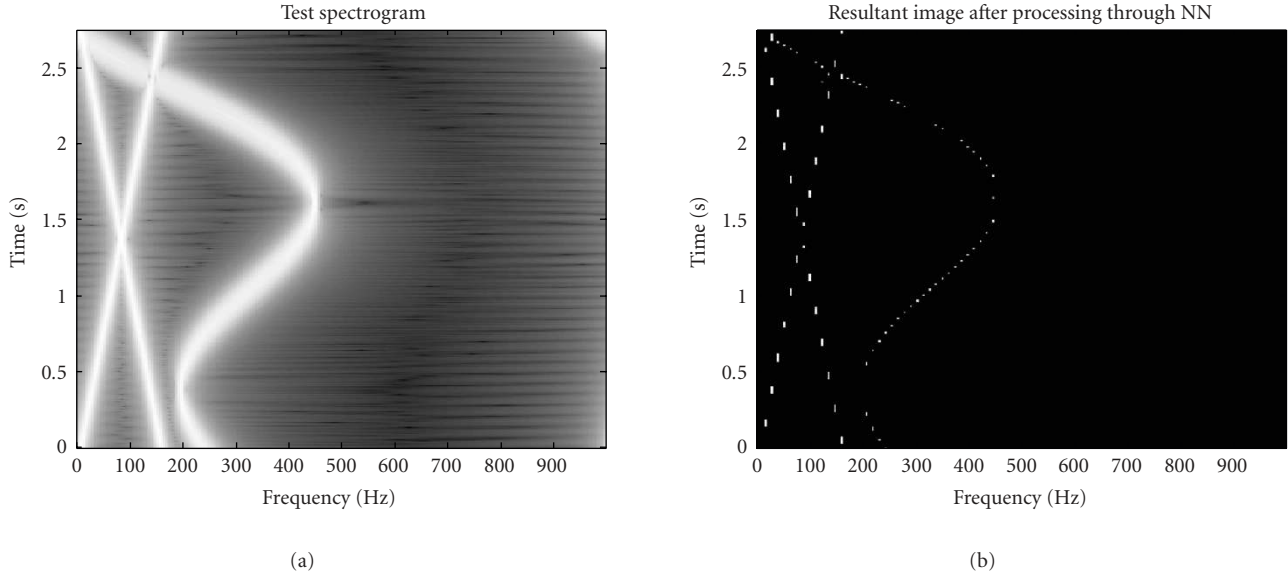 Test spectrogram
2.5
2
1.5
1
0.5
0
Time (s)
0 100 200 300 400 500 600 700 800 900
Frequency (Hz)
(a)
Resultant image after processing through NN
2.5
2
1.5
1
0.5
0
Time (s)
0 100 200 300 400 500 600 700 800 900
Frequency (Hz)
(b)